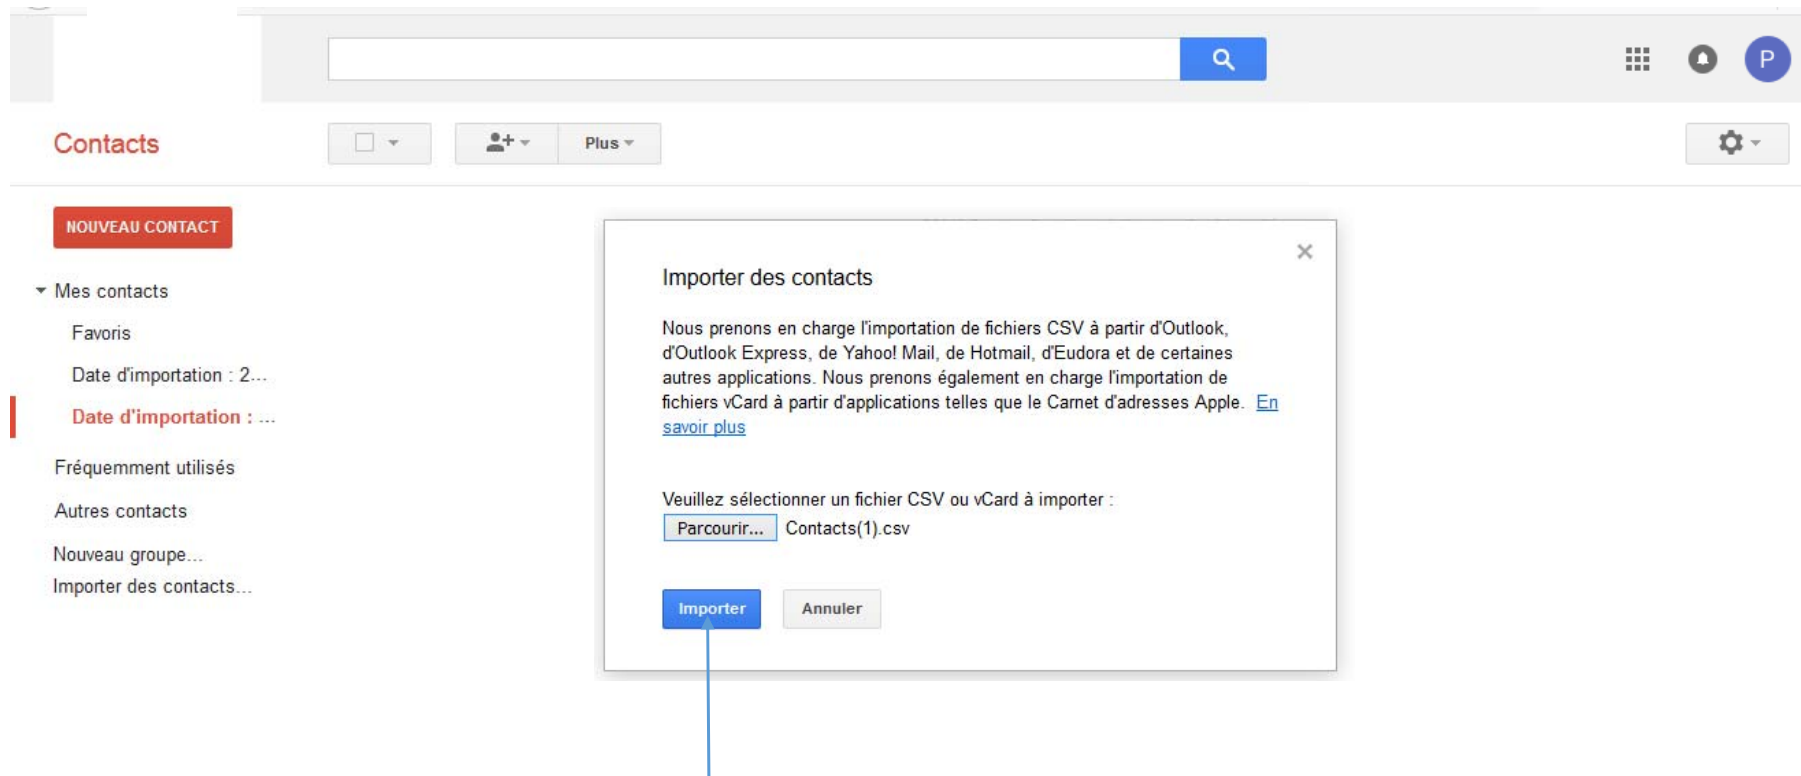 P
Contacts
Plus
NOUVEAU CONTACT
Mes contacts
Favoris
Date d'importation : 2...
Date d'importation : ...
Fréquemment utilisés
Autres contacts
Nouveau groupe...
Importer des contacts...
Importer des contacts
Nous prenons en charge l'importation de fichiers CSV à partir d'Outlook,
d'Outlook Express, de Yahoo! Mail, de Hotmail, d'Eudora et de certaines
autres applications. Nous prenons également en charge l'importation de
fichiers vCard à partir d'applications telles que le Carnet d'adresses Apple. En
savoir plus
Veuillez sélectionner un fichier CSV ou vCard à importer :
Parcourir... Contacts(1).csv
Importer Annuler